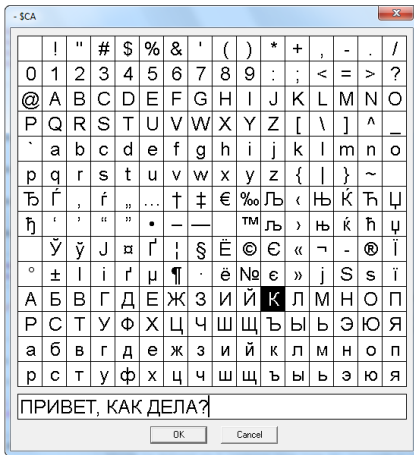 - $CA
! " # $ % & ' ( ) * + , - . /
0 1 2 3 4 5 6 7 8 9 : ; < = > ?
@ A B C D E F G H I J K L M N O
P Q R S T U V W X Y Z [ \ ] ^ _
` a b c d e f g h i j k l m n o
p q r s t u v w x y z { | } ~
Ђ Ѓ ‚ ѓ „ … † ‡ € ‰ Љ ‹ Њ Ќ Ћ Џ
ђ ‘ ’ “ ” • – — ™ љ › њ ќ ћ џ
Ў ў Ј ¤ Ґ ¦ § Ё © Є « ¬ - ® Ї
° ± І і ґ µ ¶ · ё № є » ј Ѕ ѕ ї
А Б В Г Д Е Ж З И Й К Л М Н О П
Р С Т У Ф Х Ц Ч Ш Щ Ъ Ы Ь Э Ю Я
а б в г д е ж з и й к л м н о п
р с т у ф х ц ч ш щ ъ ы ь э ю я
ПРИВЕТ, КАК ДЕЛА?
OK Cancel